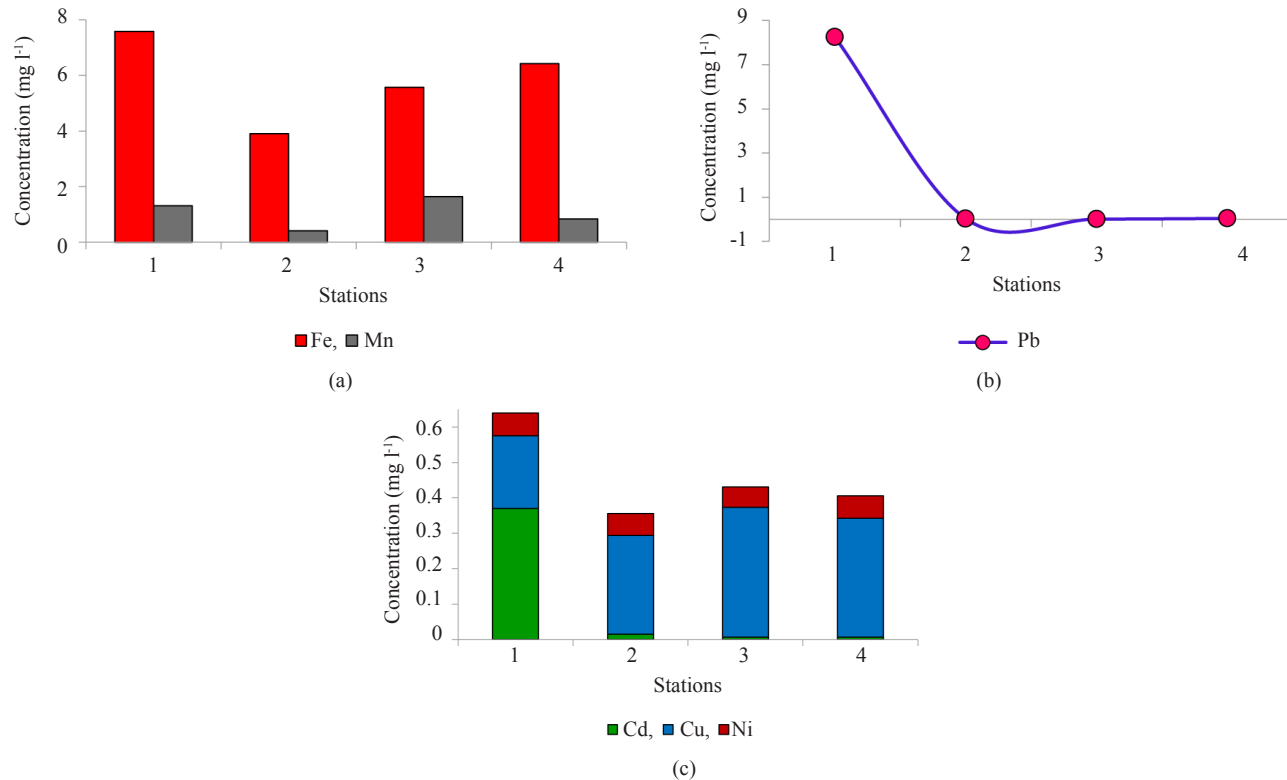 Concentration (mg l⁻¹)
8
6
4
2
0
1 2 3 4
Stations
Fe, Mn
(a)
Concentration (mg l⁻¹)
9
7
5
3
1
-1
1 2 3 4
Stations
Pb
(b)
Concentration (mg l⁻¹)
0.6
0.5
0.4
0.3
0.2
0.1
0
1 2 3 4
Stations
Cd, Cu, Ni
(c)